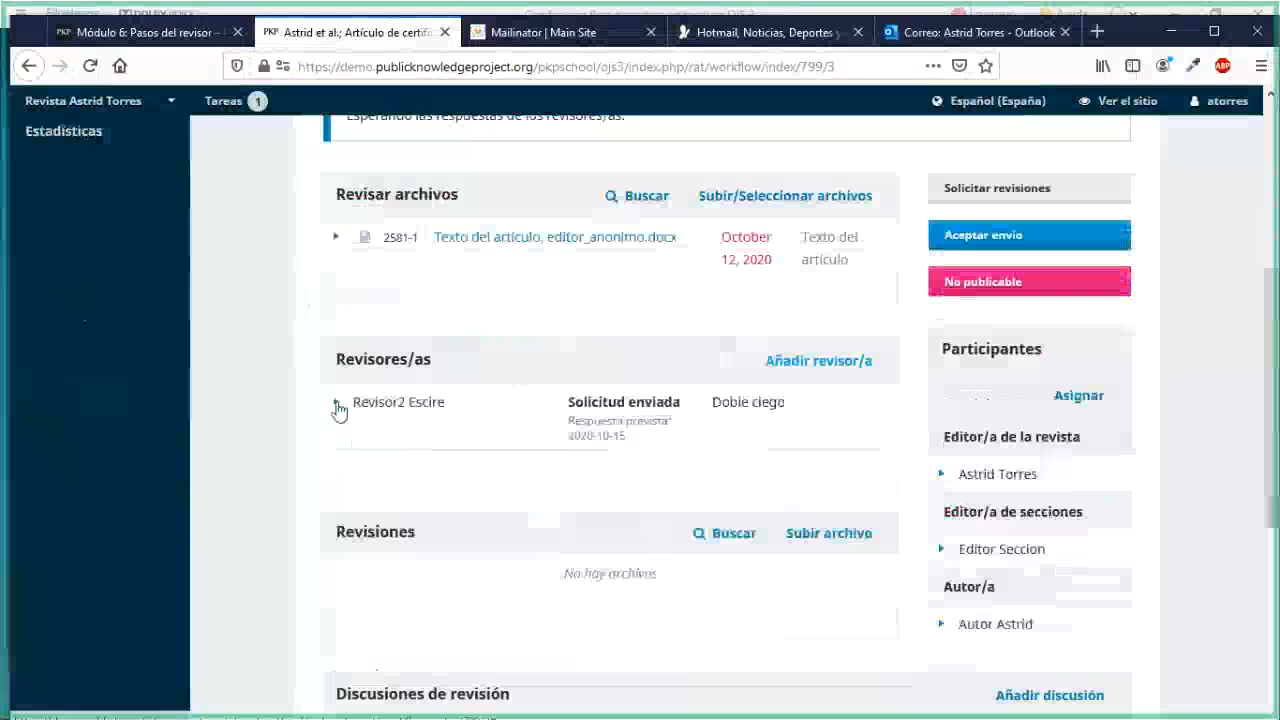 PKP Módulo 6: Pasos del revisor –
PKP Astrid et al.; Artículo de certifi
Mailinator | Main Site
Hotmail, Noticias, Deportes y
Correo: Astrid Torres - Outlook
https://demo.publicknowledgeproject.org/pkpschool/ojs3/index.php/rat/workflow/index/799/3
ABP
Revista Astrid Torres
Tareas 1
Español (España)
Ver el sitio
atorres
Estadísticas
Esperando las respuestas de los revisores/as.
Revisar archivos
Buscar
Subir/Seleccionar archivos
2581-1
Texto del artículo, editor_anonimo.docx
October
12, 2020
Texto del
artículo
Solicitar revisiones
Aceptar envío
No publicable
Revisores/as
Añadir revisor/a
Revisor2 Escire
Solicitud enviada
Respuesta prevista:
2020-10-15
Doble ciego
Revisiones
Buscar
Subir archivo
No hay archivos
Discusiones de revisión
Añadir discusión
Participantes
Asignar
Editor/a de la revista
Astrid Torres
Editor/a de secciones
Editor Seccion
Autor/a
Autor Astrid